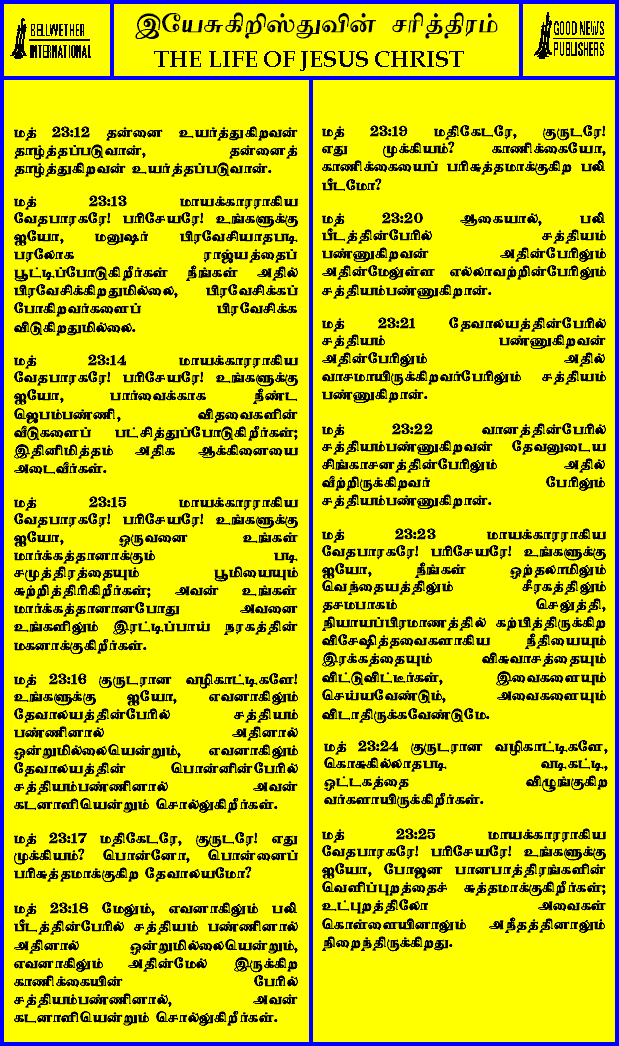 BELLWETHER
INTERNATIONAL
இயேசுகிறிஸ்துவின் சரித்திரம்
THE LIFE OF JESUS CHRIST
GOOD NEWS
PUBLISHERS
மத் 23:12 தன்னை உயர்த்துகிறவன்
தாழ்த்தப்படுவான், தன்னைத்
தாழ்த்துகிறவன் உயர்த்தப்படுவான்.
மத் 23:13 மாயக்காரராகிய
வேதபாரகரே! பரிசேயரே! உங்களுக்கு
ஐயோ, மனுஷர் பிரவேசியாதபடி
பரலோக ராஜ்யத்தைப்
பூட்டிப்போடுகிறீர்கள் நீங்கள் அதில்
பிரவேசிக்கிறதுமில்லை, பிரவேசிக்கப்
போகிறவர்களைப் பிரவேசிக்க
விடுகிறதுமில்லை.
மத் 23:14 மாயக்காரராகிய
வேதபாரகரே! பரிசேயரே! உங்களுக்கு
ஐயோ, பார்வைக்காக நீண்ட
ஜெபம்பண்ணி, விதவைகளின்
வீடுகளைப் பட்சித்துப்போடுகிறீர்கள்;
இதினிமித்தம் அதிக ஆக்கினையை
அடைவீர்கள்.
மத் 23:15 மாயக்காரராகிய
வேதபாரகரே! பரிசேயரே! உங்களுக்கு
ஐயோ, ஒருவனை உங்கள்
மார்க்கத்தானாக்கும் படி
சமுத்திரத்தையும் பூமியையும்
சுற்றித்திரிகிறீர்கள்; அவன் உங்கள்
மார்க்கத்தானானபோது அவனை
உங்களிலும் இரட்டிப்பாய் நரகத்தின்
மகனாக்குகிறீர்கள்.
மத் 23:16 குருடரான வழிகாட்டிகளே!
உங்களுக்கு ஐயோ, எவனாகிலும்
தேவாலயத்தின்பேரில் சத்தியம்
பண்ணினால் அதினால்
ஒன்றுமில்லையென்றும், எவனாகிலும்
தேவாலயத்தின் பொன்னின்பேரில்
சத்தியம்பண்ணினால் அவன்
கடனாளியென்றும் சொல்லுகிறீர்கள்.
மத் 23:17 மதிகேடரே, குருடரே! எது
முக்கியம்? பொன்னோ, பொன்னைப்
பரிசுத்தமாக்குகிற தேவாலயமோ?
மத் 23:18 மேலும், எவனாகிலும் பலி
பீடத்தின்பேரில் சத்தியம் பண்ணினால்
அதினால் ஒன்றுமில்லையென்றும்,
எவனாகிலும் அதின்மேல் இருக்கிற
காணிக்கையின் பேரில்
சத்தியம்பண்ணினால், அவன்
கடனாளியென்றும் சொல்லுகிறீர்கள்.
மத் 23:19 மதிகேடரே, குருடரே!
எது முக்கியம்? காணிக்கையோ,
காணிக்கையைப் பரிசுத்தமாக்குகிற பலி
பீடமோ?
மத் 23:20 ஆகையால், பலி
பீடத்தின்பேரில் சத்தியம்
பண்ணுகிறவன் அதின்பேரிலும்
அதின்மேலுள்ள எல்லாவற்றின்பேரிலும்
சத்தியம்பண்ணுகிறான்.
மத் 23:21 தேவாலயத்தின்பேரில்
சத்தியம் பண்ணுகிறவன்
அதின்பேரிலும் அதில்
வாசமாயிருக்கிறவர்பேரிலும் சத்தியம்
பண்ணுகிறான்.
மத் 23:22 வானத்தின்பேரில்
சத்தியம்பண்ணுகிறவன் தேவனுடைய
சிங்காசனத்தின்பேரிலும் அதில்
வீற்றிருக்கிறவர் பேரிலும்
சத்தியம்பண்ணுகிறான்.
மத் 23:23 மாயக்காரராகிய
வேதபாரகரே! பரிசேயரே! உங்களுக்கு
ஐயோ, நீங்கள் ஒற்தலாமிலும்
வெந்தையத்திலும் சீரகத்திலும்
தசமபாகம் செலுத்தி,
நியாயப்பிரமாணத்தில் கற்பித்திருக்கிற
விசேஷித்தவைகளாகிய நீதியையும்
இரக்கத்தையும் விசுவாசத்தையும்
விட்டுவிட்டீர்கள், இவைகளையும்
செய்யவேண்டும், அவைகளையும்
விடாதிருக்கவேண்டுமே.
மத் 23:24 குருடரான வழிகாட்டிகளே,
கொசுகில்லாதபடி வடிகட்டி,
ஒட்டகத்தை விழுங்குகிற
வர்களாயிருக்கிறீர்கள்.
மத் 23:25 மாயக்காரராகிய
வேதபாரகரே! பரிசேயரே! உங்களுக்கு
ஐயோ, போஜன பானபாத்திரங்களின்
வெளிப்புறத்தைச் சுத்தமாக்குகிறீர்கள்;
உட்புறத்திலோ அவைகள்
கொள்ளையினாலும் அநீதத்தினாலும்
நிறைந்திருக்கிறது.